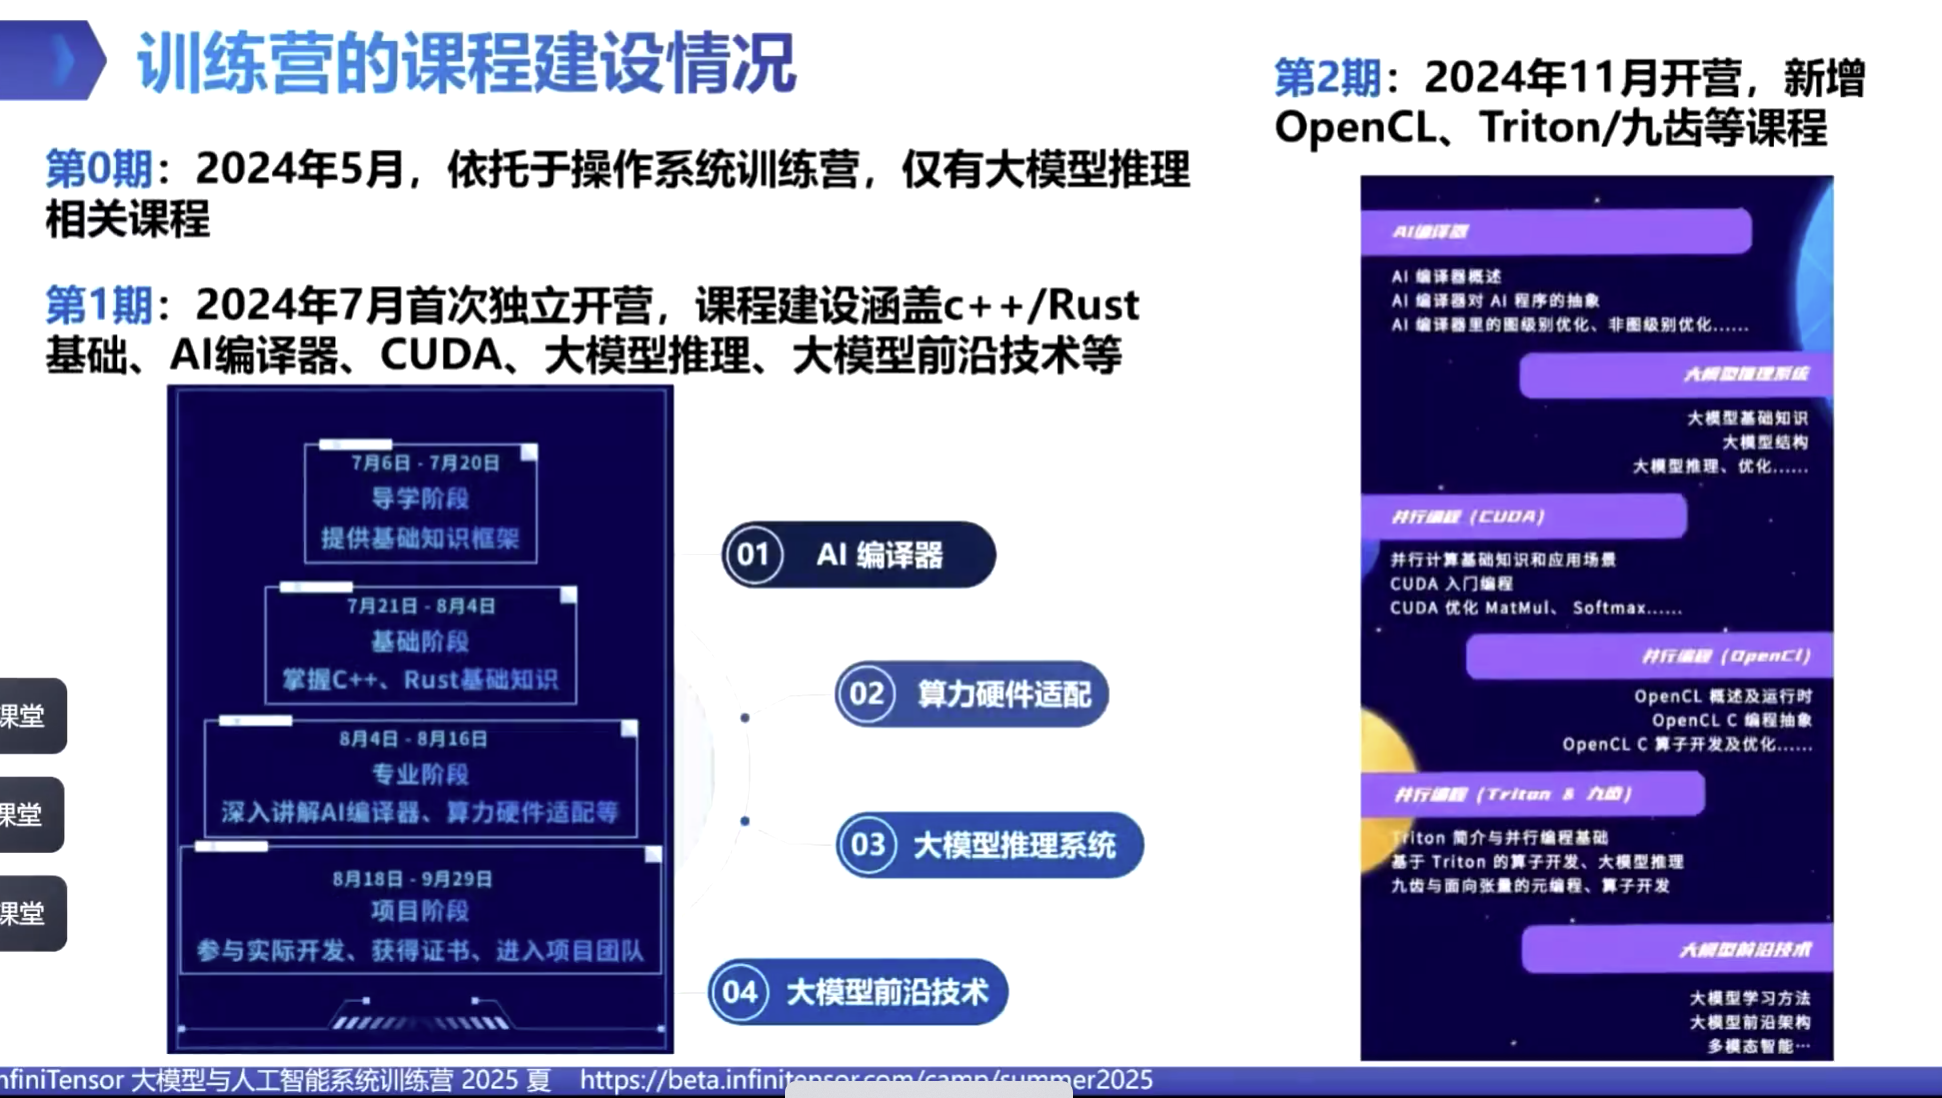 训练营的课程建设情况
第0期：2024年5月，依托于操作系统训练营，仅有大模型推理
相关课程
第1期：2024年7月首次独立开营，课程建设涵盖c++/Rust
基础、AI编译器、CUDA、大模型推理、大模型前沿技术等
7月6日 - 7月20日
导学阶段
提供基础知识框架
7月21日 - 8月4日
基础阶段
掌握C++、Rust基础知识
8月4日 - 8月16日
专业阶段
深入讲解AI编译器、算力硬件适配等
8月18日 - 9月29日
项目阶段
参与实际开发、获得证书、进入项目团队
01 AI 编译器
02 算力硬件适配
03 大模型推理系统
04 大模型前沿技术
第2期：2024年11月开营，新增
OpenCL、Triton/九齿等课程
AI编译器
AI 编译器概述
AI 编译器对 AI 程序的抽象
AI 编译器里的图级别优化、非图级别优化......
大模型推理系统
大模型基础知识
大模型结构
大模型推理、优化......
并行编程（CUDA）
并行计算基础知识和应用场景
CUDA 入门编程
CUDA 优化 MatMul、 Softmax......
并行编程（OpenCl）
OpenCL 概述及运行时
OpenCL C 编程抽象
OpenCL C 算子开发及优化......
并行编程（Triton & 九齿）
Triton 简介与并行编程基础
基于 Triton 的算子开发、大模型推理
九齿与面向张量的元编程、算子开发
大模型前沿技术
大模型学习方法
大模型前沿架构
多模态智能...
课堂
课堂
课堂
nfiniTensor 大模型与人工智能系统训练营 2025 夏 https://beta.infinitensor.com/camp/summer2025